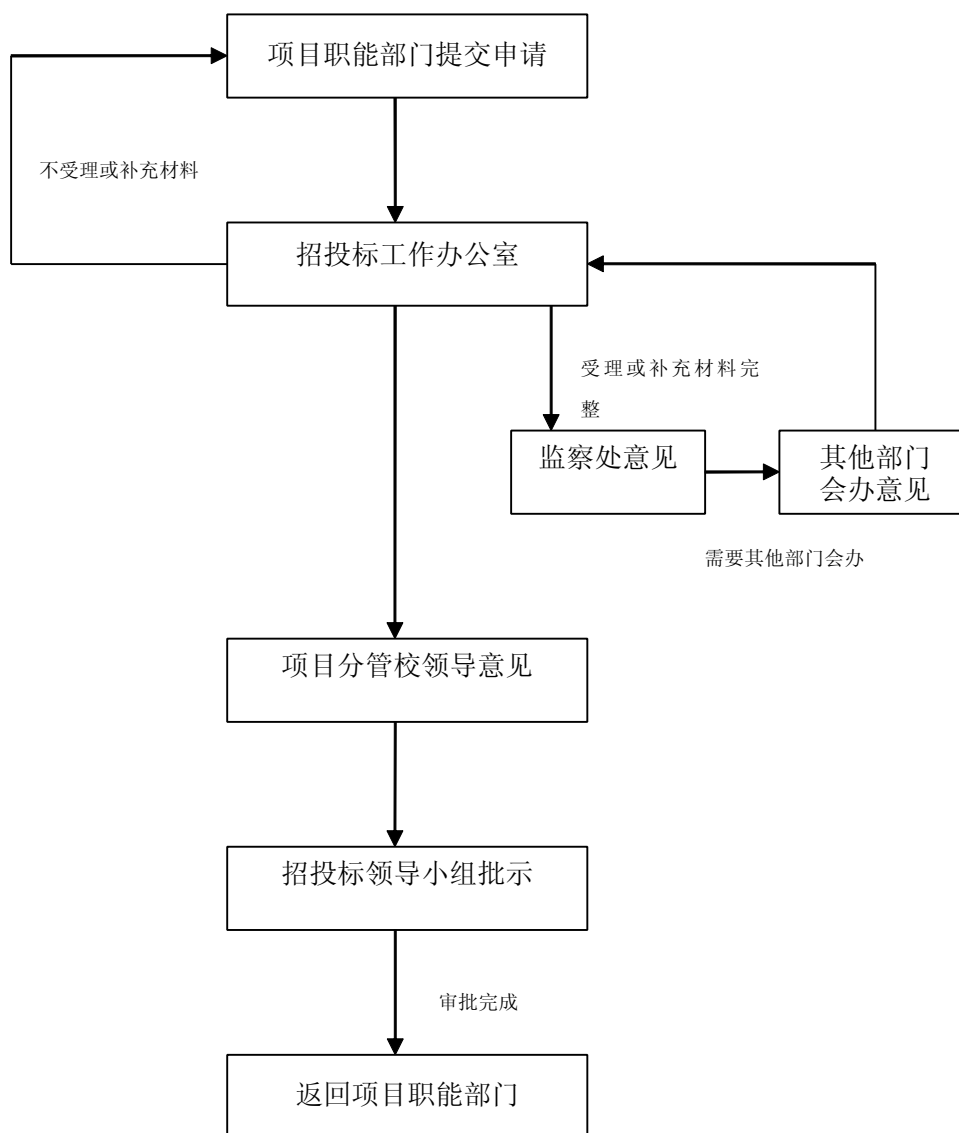 项目职能部门提交申请
不受理或补充材料
招投标工作办公室
受理或补充材料完
整
监察处意见
其他部门
会办意见
需要其他部门会办
项目分管校领导意见
招投标领导小组批示
审批完成
返回项目职能部门